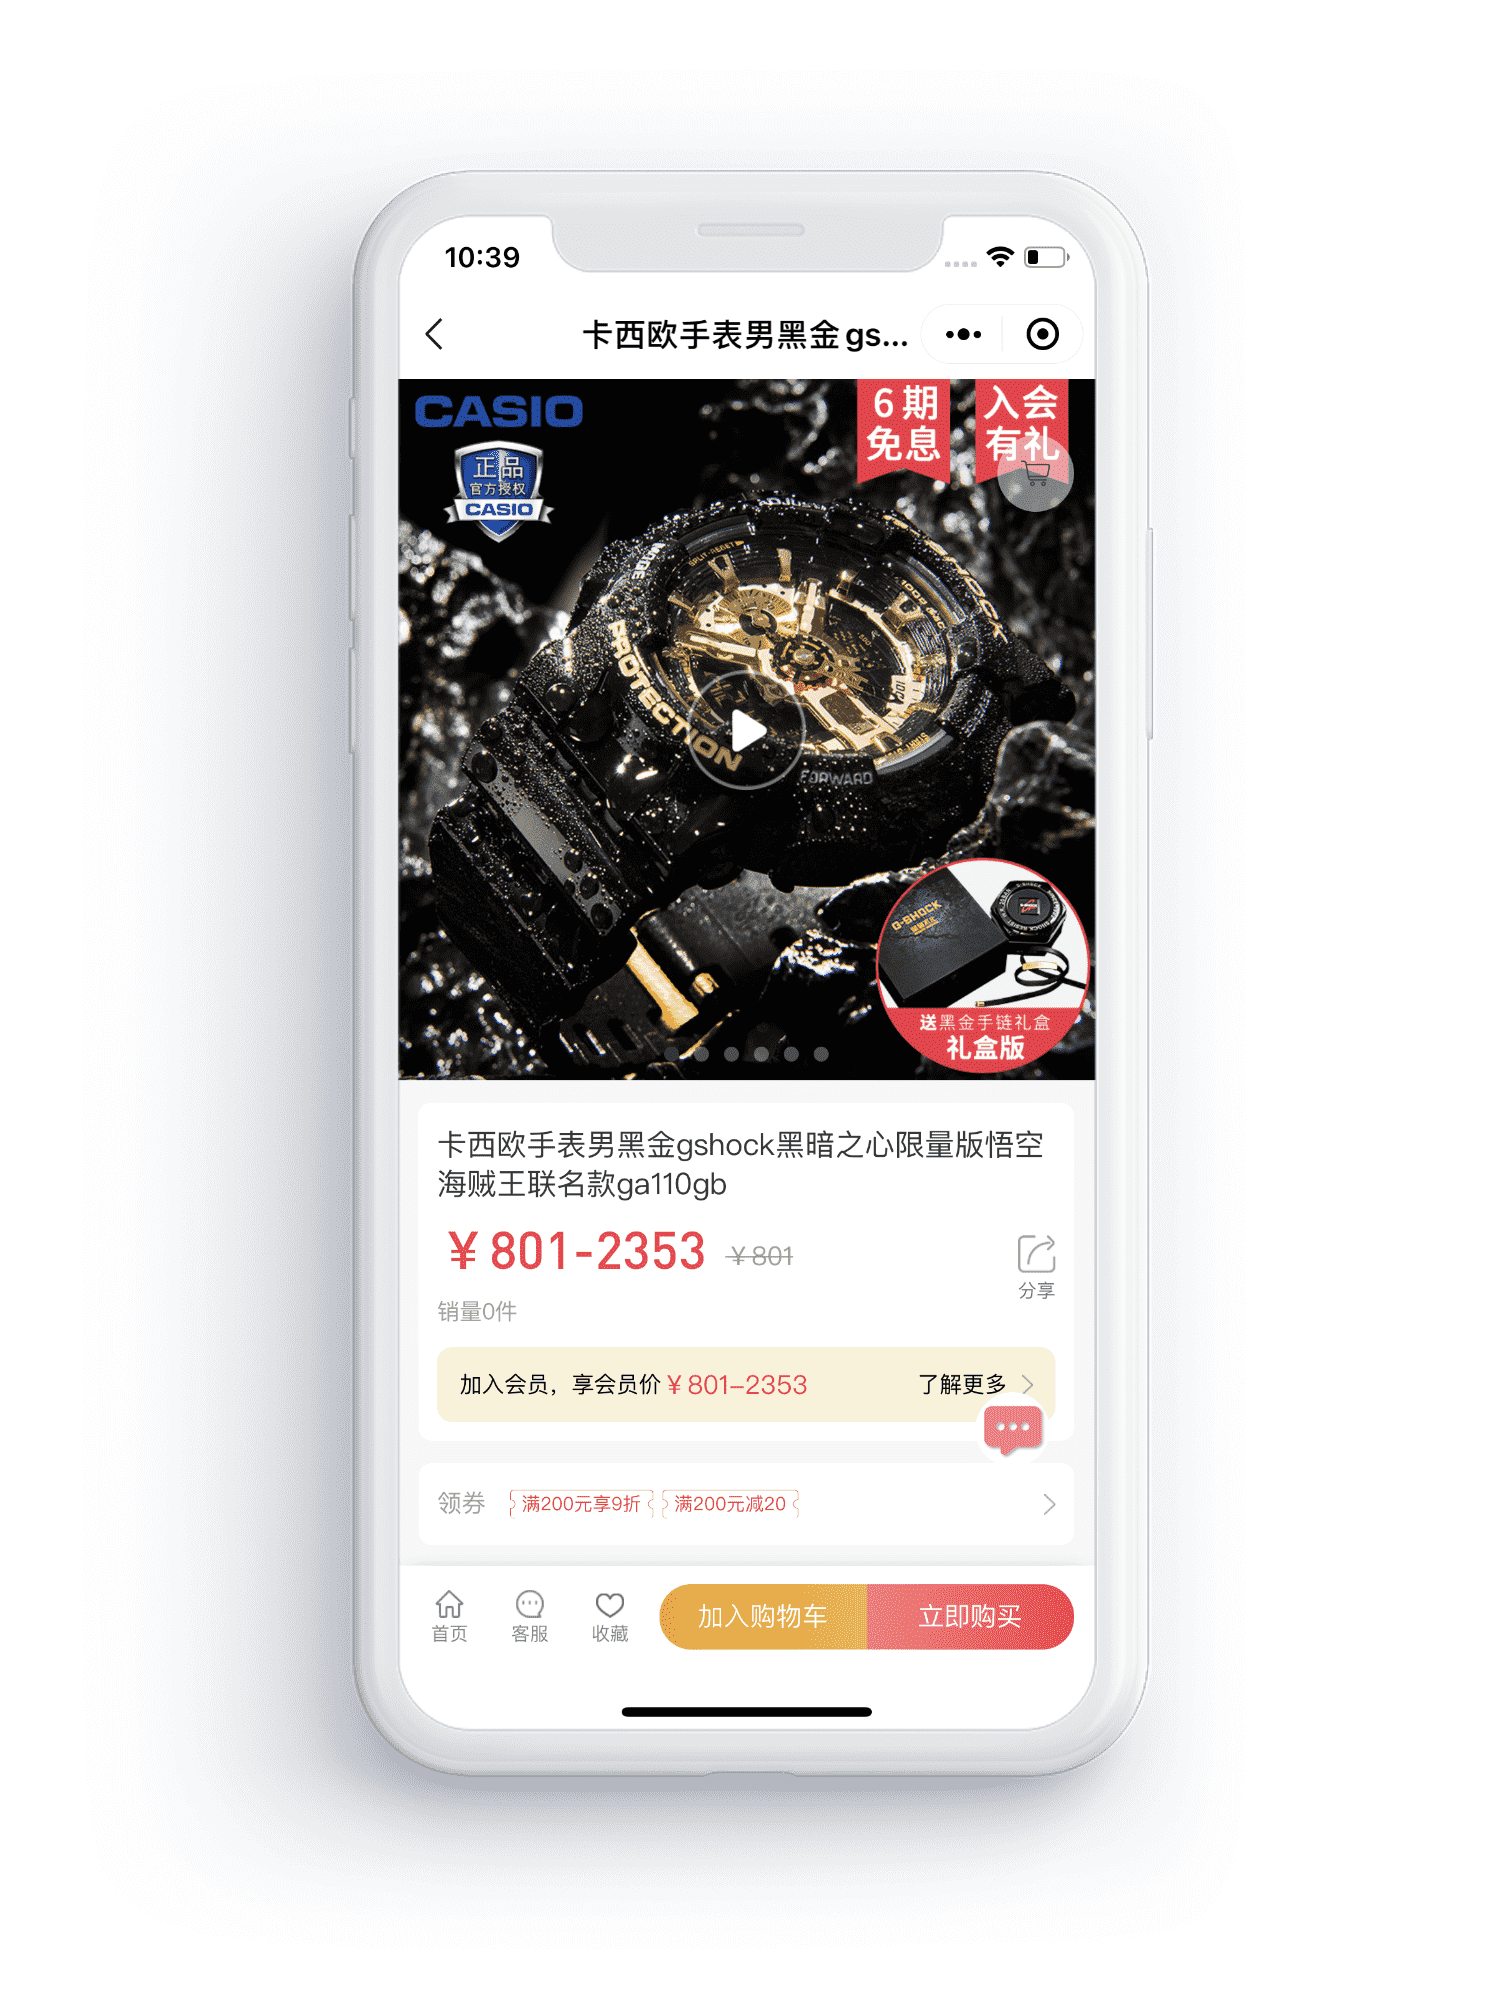 10:39
卡西欧手表男黑金gs...
CASIO
正品
官方授权
CASIO
6期
免息
入会
有礼
ADJUST
MODE
SPLIT-RESET
G-SHOCK
PROTECTION
FORWARD
G-SHOCK
送黑金手链礼盒
礼盒版
卡西欧手表男黑金gshock黑暗之心限量版悟空
海贼王联名款ga110gb
￥801-2353 ￥801
分享
销量0件
加入会员，享会员价￥801-2353 了解更多
领券 满200元享9折 满200元减20
首页 客服 收藏 加入购物车 立即购买